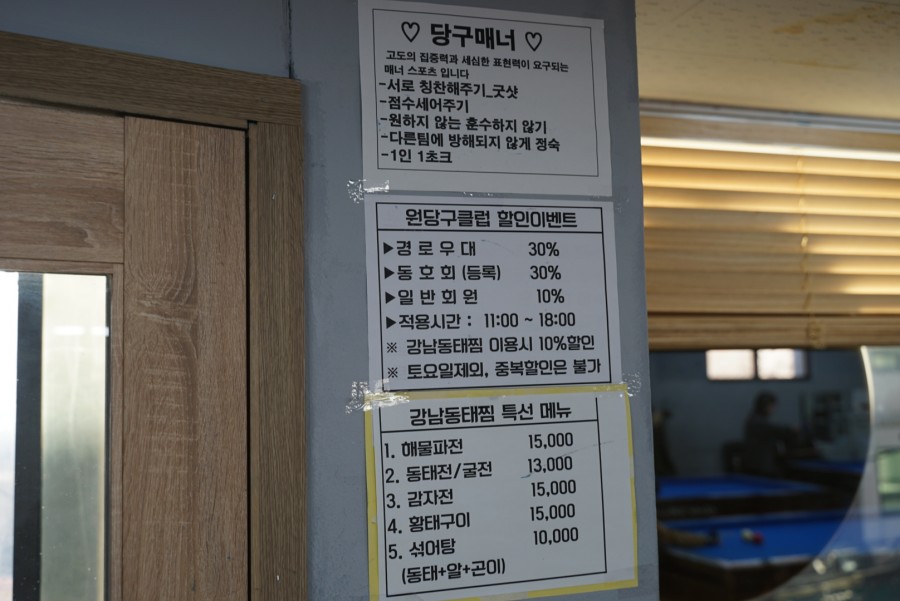 ♡ 당구매너 ♡
고도의 집중력과 세심한 표현력이 요구되는
매너 스포츠 입니다
-서로 칭찬해주기_굿샷
-점수세어주기
-원하지 않는 훈수하지 않기
-다른팀에 방해되지 않게 정숙
-1인 1초크
원당구클럽 할인이벤트
▶경 로 우 대 30%
▶동 호 회 (등록) 30%
▶일 반 회 원 10%
▶적용시간 : 11:00 ~ 18:00
※ 강남동태찜 이용시 10%할인
※ 토요일제외, 중복할인은 불가
강남동태찜 특선 메뉴
1. 해물파전 15,000
2. 동태전/굴전 13,000
3. 감자전 15,000
4. 황태구이 15,000
5. 섞어탕 10,000
(동태+알+곤이)